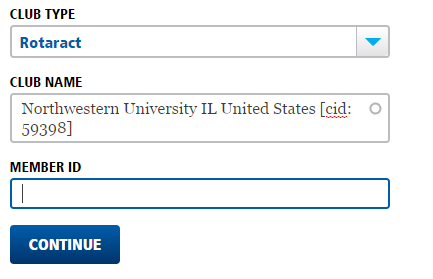 CLUB TYPE
Rotaract
CLUB NAME
Northwestern University IL United States [cid:
59398]
MEMBER ID
CONTINUE